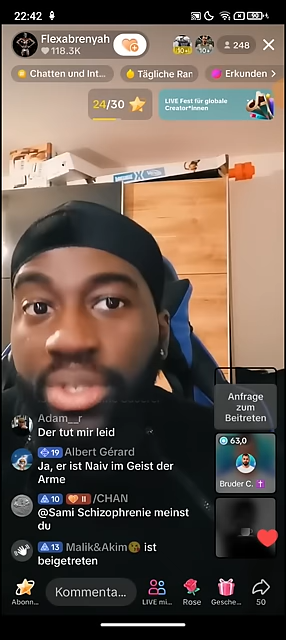 22:42
Flexabrenyah
118.3K
10+
10+
248
Chatten und Int...
Tägliche Ran
Erkunden >
24/30
LIVE Fest für globale
Creator*innen
Anfrage
zum
Beitreten
Adam__r
Der tut mir leid
63,0
19 Albert Gérard
Ja, er ist Naiv im Geist der
Arme
Bruder C.
10 II /CHAN
@Sami Schizophrenie meinst
du
13 Malik&Akim ist
beigetreten
Abonn...
Kommenta...
LIVE mi...
Rose
Gesche...
50